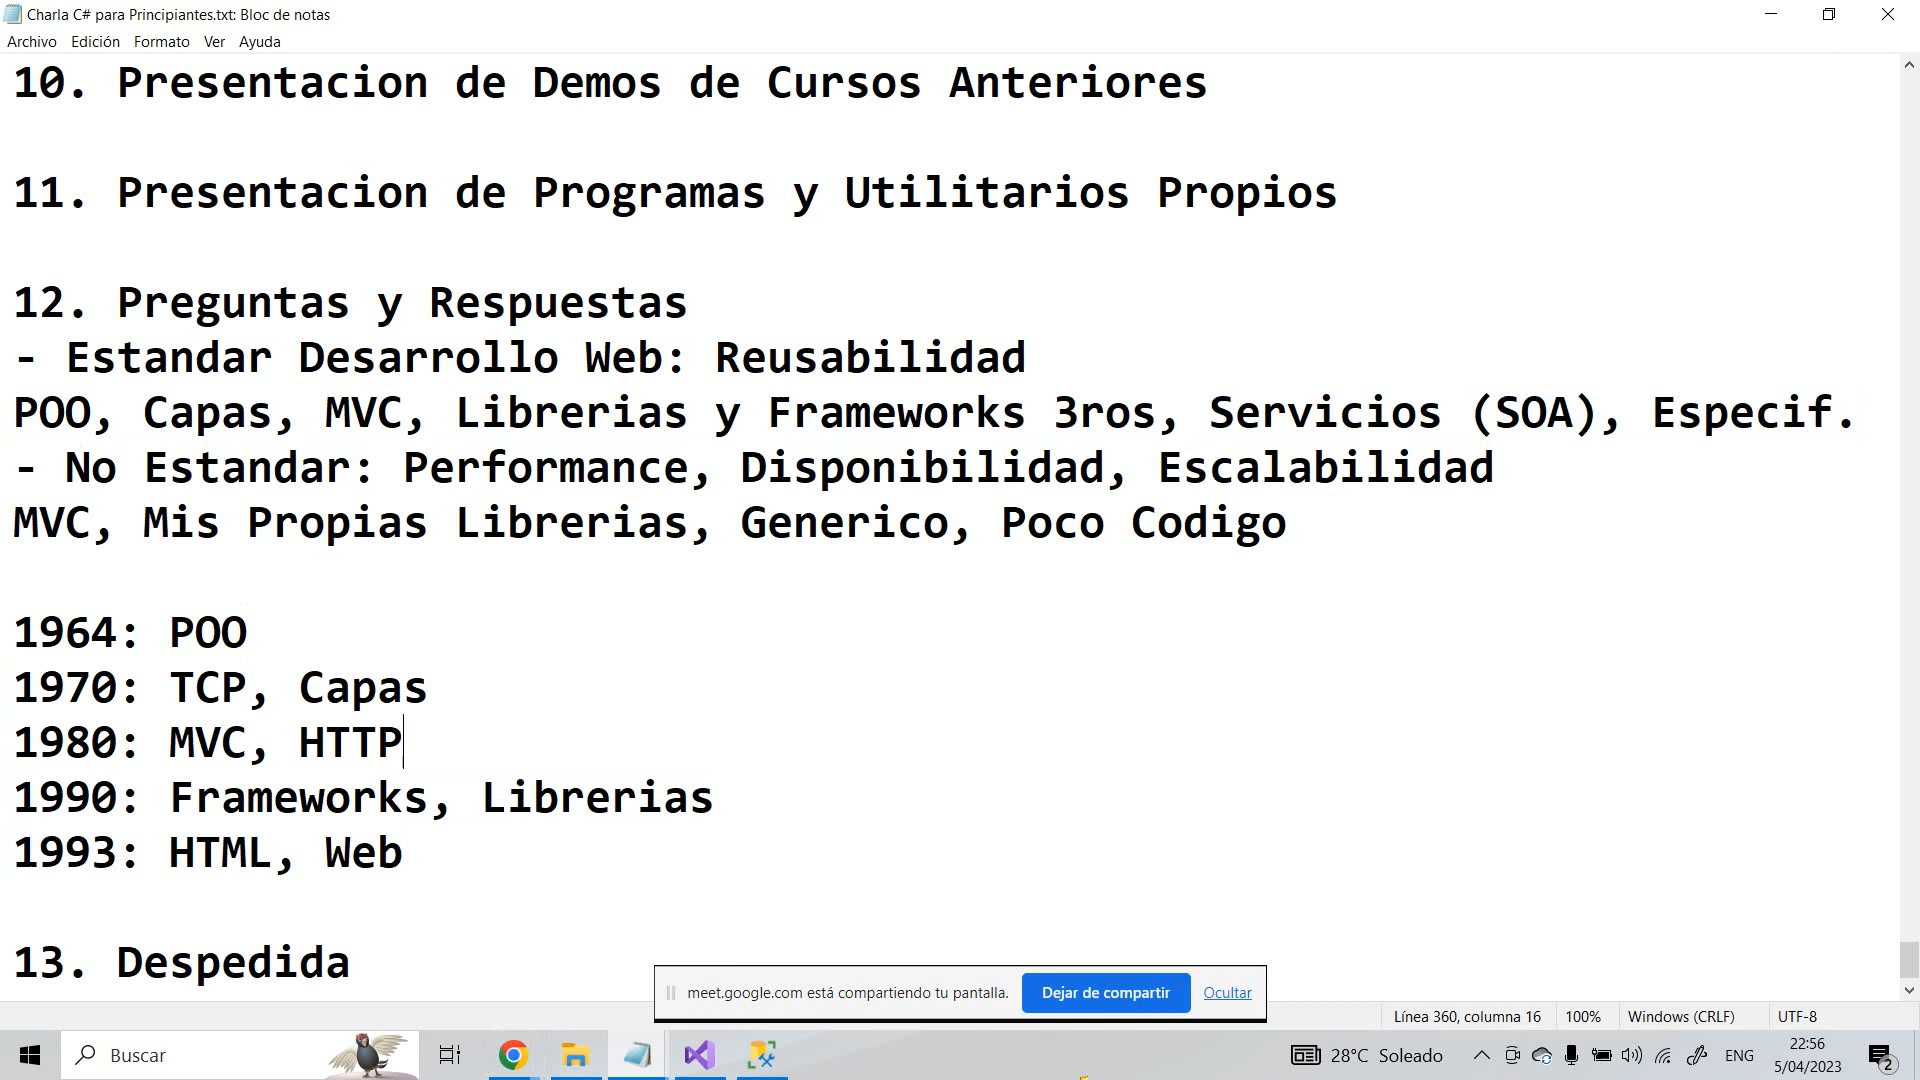 Charla C# para Principiantes.txt: Bloc de notas
Archivo Edición Formato Ver Ayuda
10. Presentacion de Demos de Cursos Anteriores
11. Presentacion de Programas y Utilitarios Propios
12. Preguntas y Respuestas
- Estandar Desarrollo Web: Reusabilidad
POO, Capas, MVC, Librerias y Frameworks 3ros, Servicios (SOA), Especif.
- No Estandar: Performance, Disponibilidad, Escalabilidad
MVC, Mis Propias Librerias, Generico, Poco Codigo
1964: POO
1970: TCP, Capas
1980: MVC, HTTP
1990: Frameworks, Librerias
1993: HTML, Web
13. Despedida
meet.google.com está compartiendo tu pantalla. Dejar de compartir Ocultar
Línea 360, columna 16 100% Windows (CRLF) UTF-8
Buscar 28°C Soleado ENG 22:56
5/04/2023 2